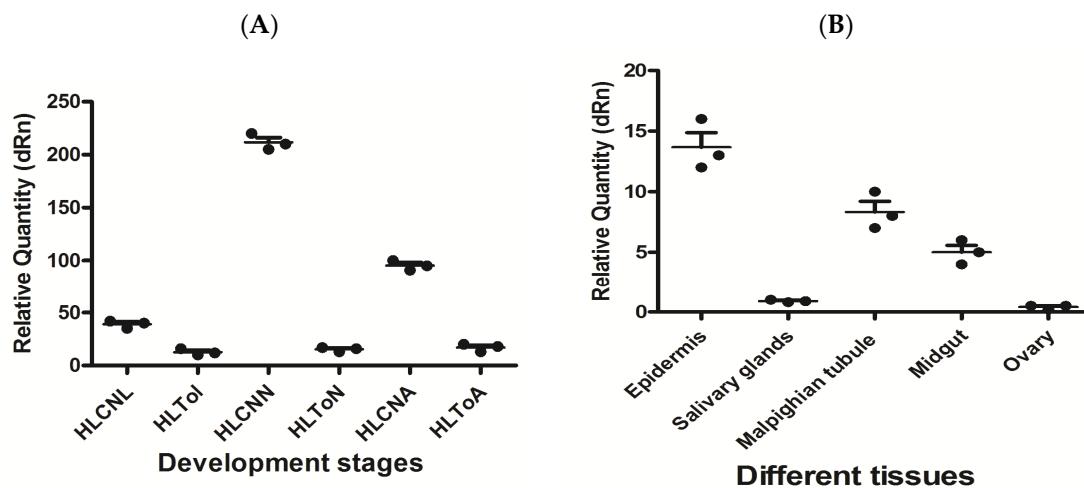 (A)
Relative Quantity (dRn)
250
200
150
100
50
0
HLCNL
HLTol
HLCNN
HLToN
HLCNA
HLToA
Development stages
(B)
Relative Quantity (dRn)
20
15
10
5
0
Epidermis
Salivary glands
Malpighian tubule
Midgut
Ovary
Different tissues